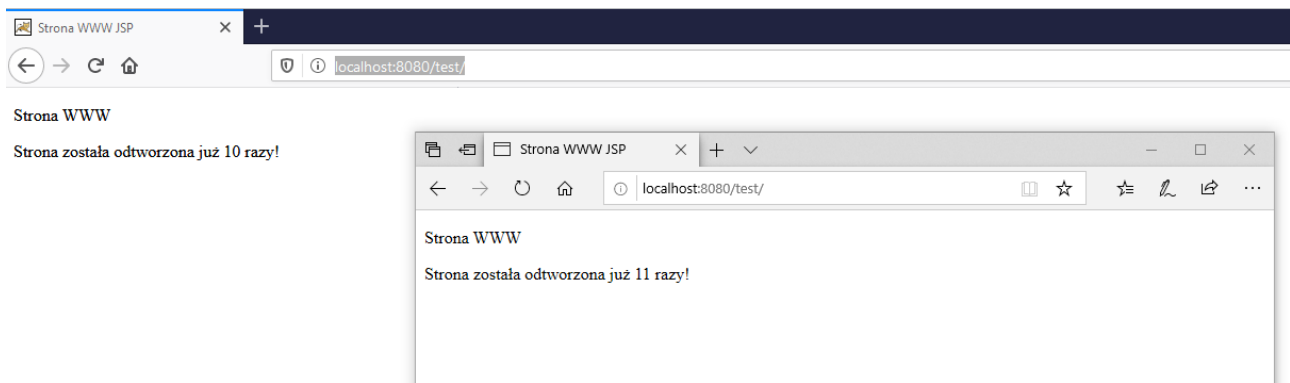 Strona WWW JSP
localhost:8080/test/
Strona WWW
Strona została odtworzona już 10 razy!
Strona WWW JSP
localhost:8080/test/
Strona WWW
Strona została odtworzona już 11 razy!